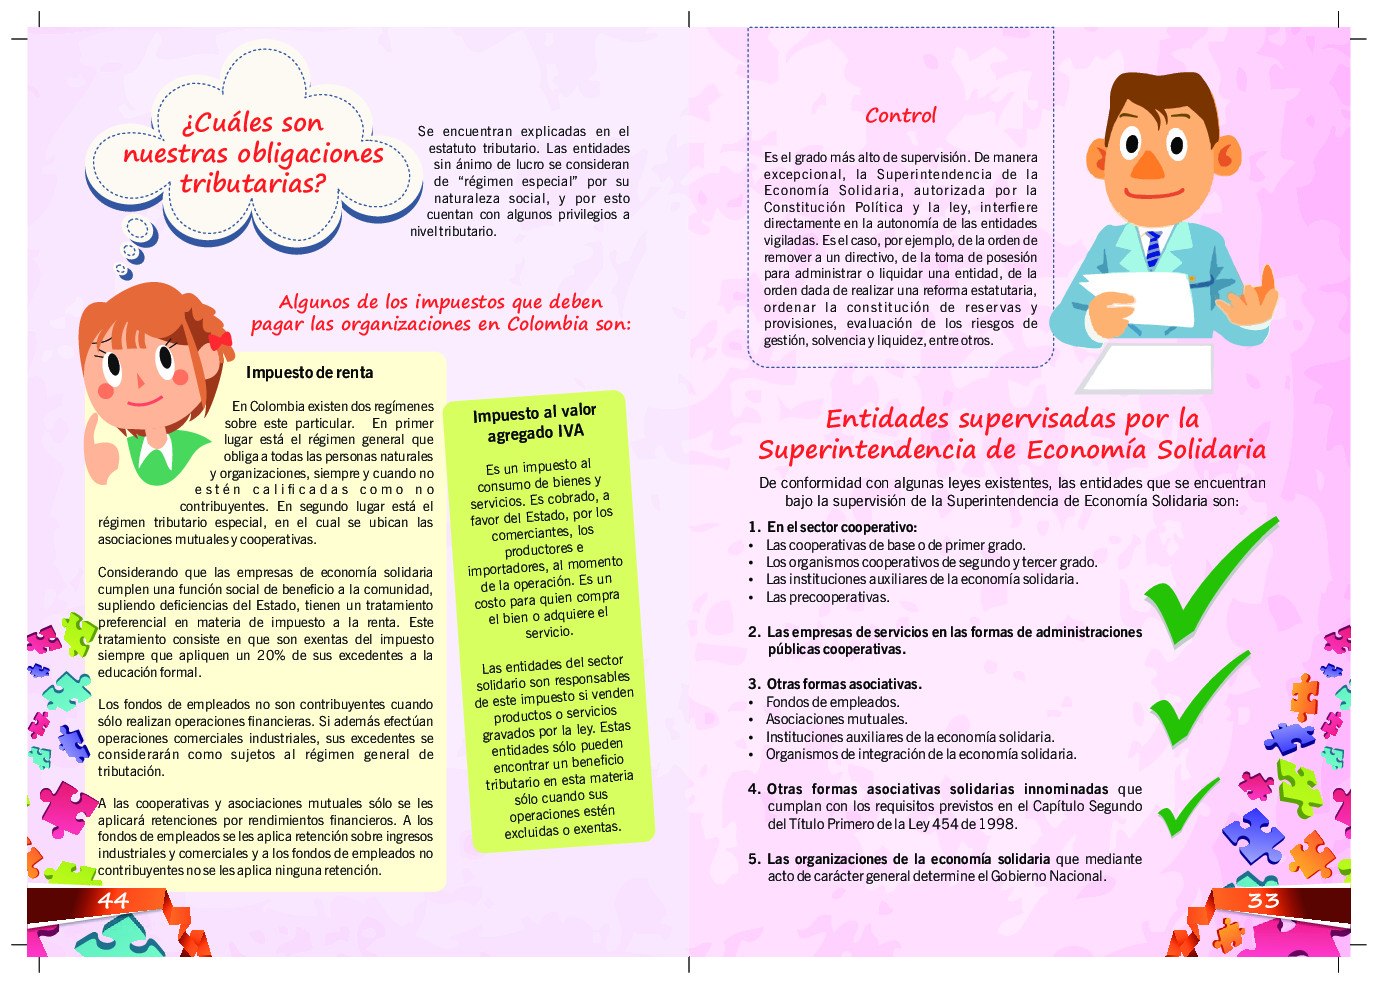 ¿Cuáles son
nuestras obligaciones
tributarias?
Se encuentran explicadas en el
estatuto tributario. Las entidades
sin ánimo de lucro se consideran
de “régimen especial” por su
naturaleza social, y por esto
cuentan con algunos privilegios a
nivel tributario.
Algunos de los impuestos que deben
pagar las organizaciones en Colombia son:
Impuesto de renta
En Colombia existen dos regímenes
sobre este particular. En primer
lugar está el régimen general que
obliga a todas las personas naturales
y organizaciones, siempre y cuando no
estén calificadas como no
contribuyentes. En segundo lugar está el
régimen tributario especial, en el cual se ubican las
asociaciones mutuales y cooperativas.
Considerando que las empresas de economía solidaria
cumplen una función social de beneficio a la comunidad,
supliendo deficiencias del Estado, tienen un tratamiento
preferencial en materia de impuesto a la renta. Este
tratamiento consiste en que son exentas del impuesto
siempre que apliquen un 20% de sus excedentes a la
educación formal.
Los fondos de empleados no son contribuyentes cuando
sólo realizan operaciones financieras. Si además efectúan
operaciones comerciales industriales, sus excedentes se
considerarán como sujetos al régimen general de
tributación.
A las cooperativas y asociaciones mutuales sólo se les
aplicará retenciones por rendimientos financieros. A los
fondos de empleados se les aplica retención sobre ingresos
industriales y comerciales y a los fondos de empleados no
contribuyentes no se les aplica ninguna retención.
Impuesto al valor
agregado IVA
Es un impuesto al
consumo de bienes y
servicios. Es cobrado, a
favor del Estado, por los
comerciantes, los
productores e
importadores, al momento
de la operación. Es un
costo para quien compra
el bien o adquiere el
servicio.
Las entidades del sector
solidario son responsables
de este impuesto si venden
productos o servicios
gravados por la ley. Estas
entidades sólo pueden
encontrar un beneficio
tributario en esta materia
sólo cuando sus
operaciones estén
excluidas o exentas.
44
Control
Es el grado más alto de supervisión. De manera
excepcional, la Superintendencia de la
Economía Solidaria, autorizada por la
Constitución Política y la ley, interfiere
directamente en la autonomía de las entidades
vigiladas. Es el caso, por ejemplo, de la orden de
remover a un directivo, de la toma de posesión
para administrar o liquidar una entidad, de la
orden dada de realizar una reforma estatutaria,
ordenar la constitución de reservas y
provisiones, evaluación de los riesgos de
gestión, solvencia y liquidez, entre otros.
Entidades supervisadas por la
Superintendencia de Economía Solidaria
De conformidad con algunas leyes existentes, las entidades que se encuentran
bajo la supervisión de la Superintendencia de Economía Solidaria son:
1. En el sector cooperativo:
• Las cooperativas de base o de primer grado.
• Los organismos cooperativos de segundo y tercer grado.
• Las instituciones auxiliares de la economía solidaria.
• Las precooperativas.
2. Las empresas de servicios en las formas de administraciones
públicas cooperativas.
3. Otras formas asociativas.
• Fondos de empleados.
• Asociaciones mutuales.
• Instituciones auxiliares de la economía solidaria.
• Organismos de integración de la economía solidaria.
4. Otras formas asociativas solidarias innominadas que
cumplan con los requisitos previstos en el Capítulo Segundo
del Título Primero de la Ley 454 de 1998.
5. Las organizaciones de la economía solidaria que mediante
acto de carácter general determine el Gobierno Nacional.
33